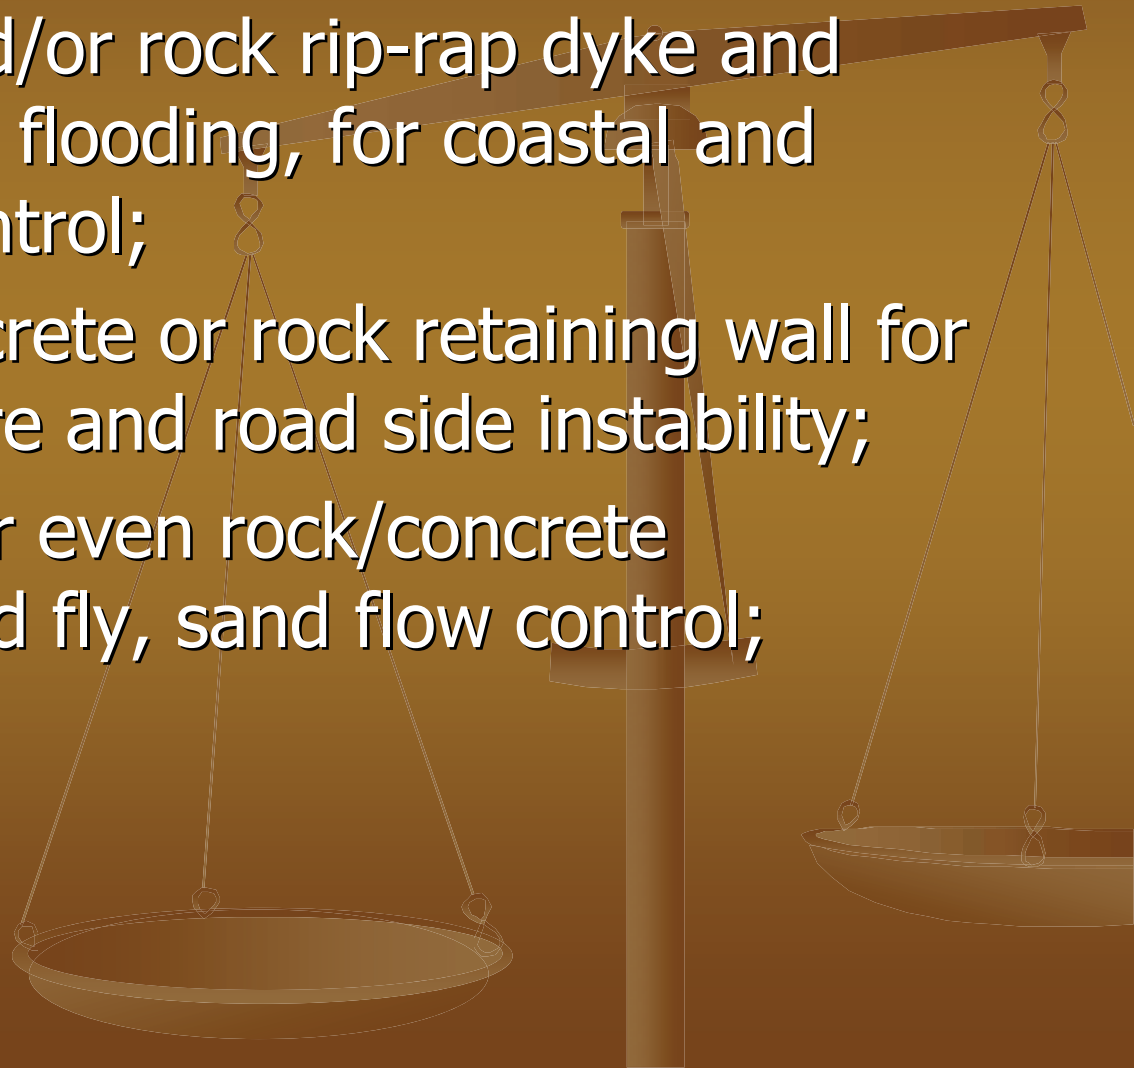 d/or rock rip-rap dyke and
flooding, for coastal and
ntrol;
crete or rock retaining wall for
re and road side instability;
r even rock/concrete
d fly, sand flow control;